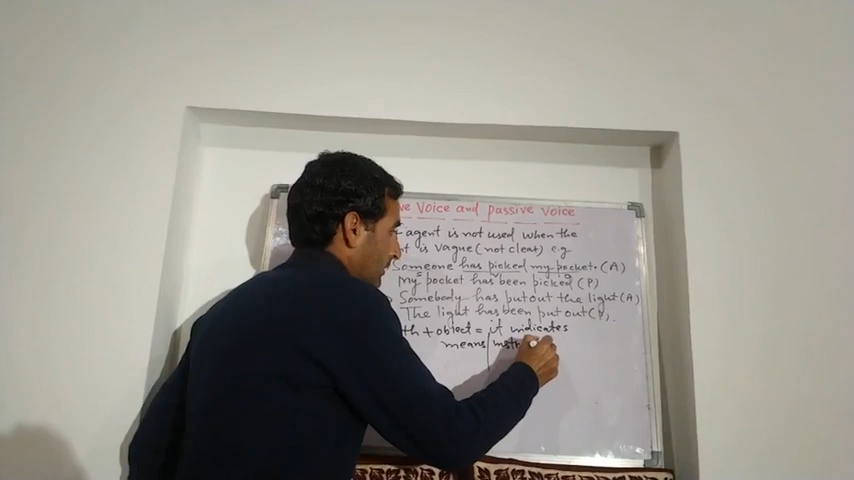 ve Voice and passive Voice
agent is not used when the
t is vague (not clear) e.g
Someone has picked my pocket. (A)
My pocket has been picked (P)
Somebody has put out the light (A)
The light has been put out (P).
th + object = it indicates
means